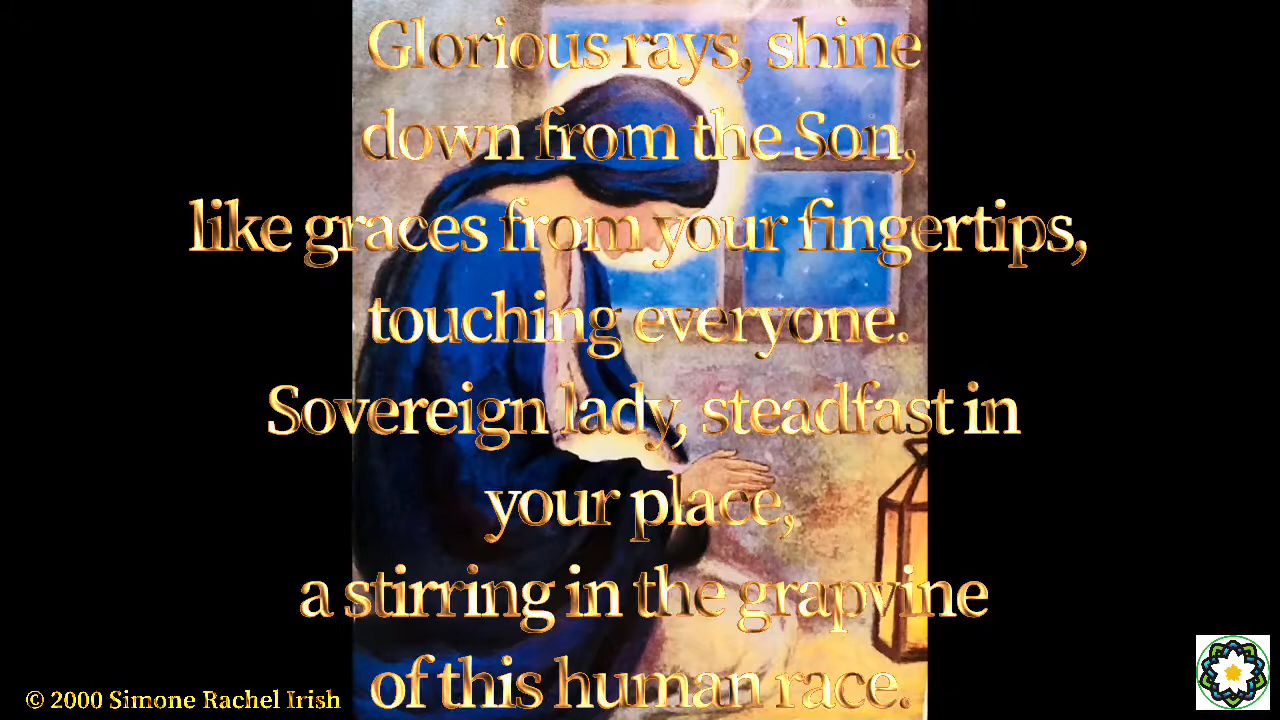 Glorious rays, shine
down from the Son,
like graces from your fingertips,
touching everyone.
Sovereign lady, steadfast in
your place,
a stirring in the grapvine
of this human race.
© 2000 Simone Rachel Irish